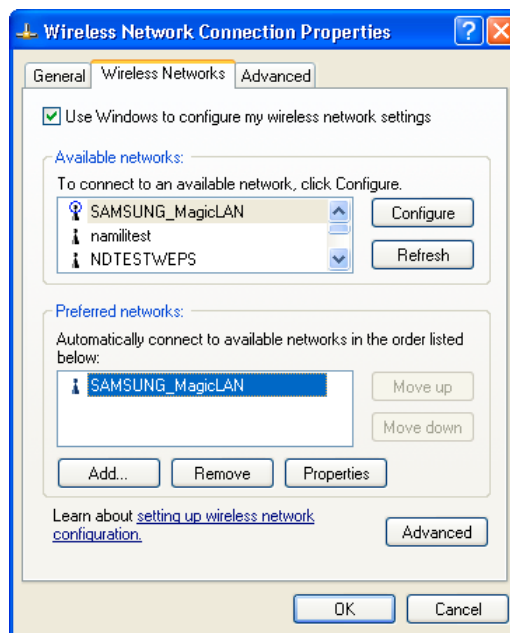 Wireless Network Connection Properties
General
Wireless Networks
Advanced
Use Windows to configure my wireless network settings
Available networks:
To connect to an available network, click Configure.
SAMSUNG_MagicLAN
namilitest
NDTESTWEPS
Configure
Refresh
Preferred networks:
Automatically connect to available networks in the order listed
below:
SAMSUNG_MagicLAN
Move up
Move down
Add...
Remove
Properties
Learn about setting up wireless network
configuration.
Advanced
OK
Cancel